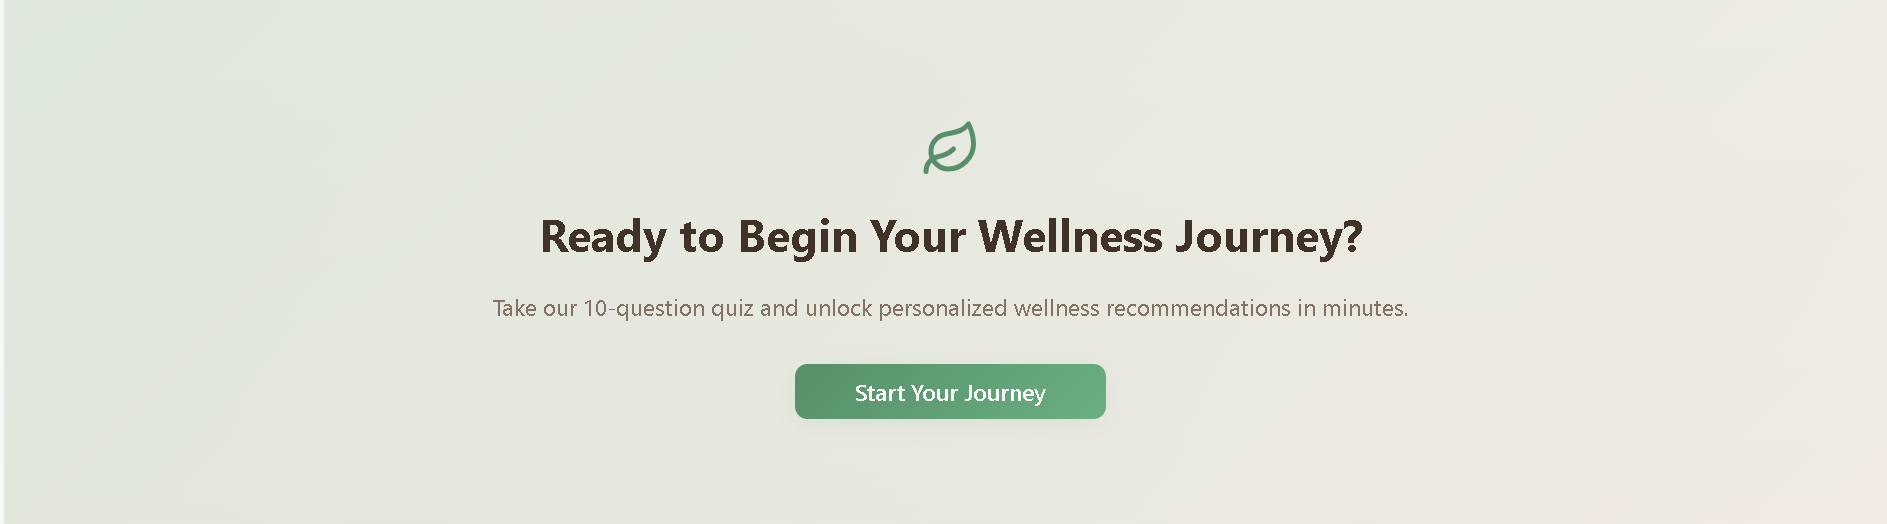 Ready to Begin Your Wellness Journey?
Take our 10-question quiz and unlock personalized wellness recommendations in minutes.
Start Your Journey